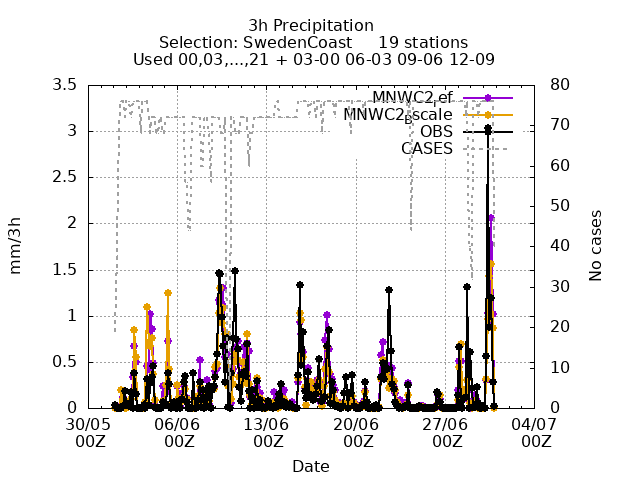 3h Precipitation
Selection: SwedenCoast 19 stations
Used 00,03,...,21 + 03-00 06-03 09-06 12-09
3.5
3
2.5
2
1.5
1
0.5
0
mm/3h
80
70
60
50
40
30
20
10
0
No cases
OBS
CASES
30/05 06/06 13/06 20/06 27/06 04/07
00Z 00Z 00Z 00Z 00Z 00Z
Date